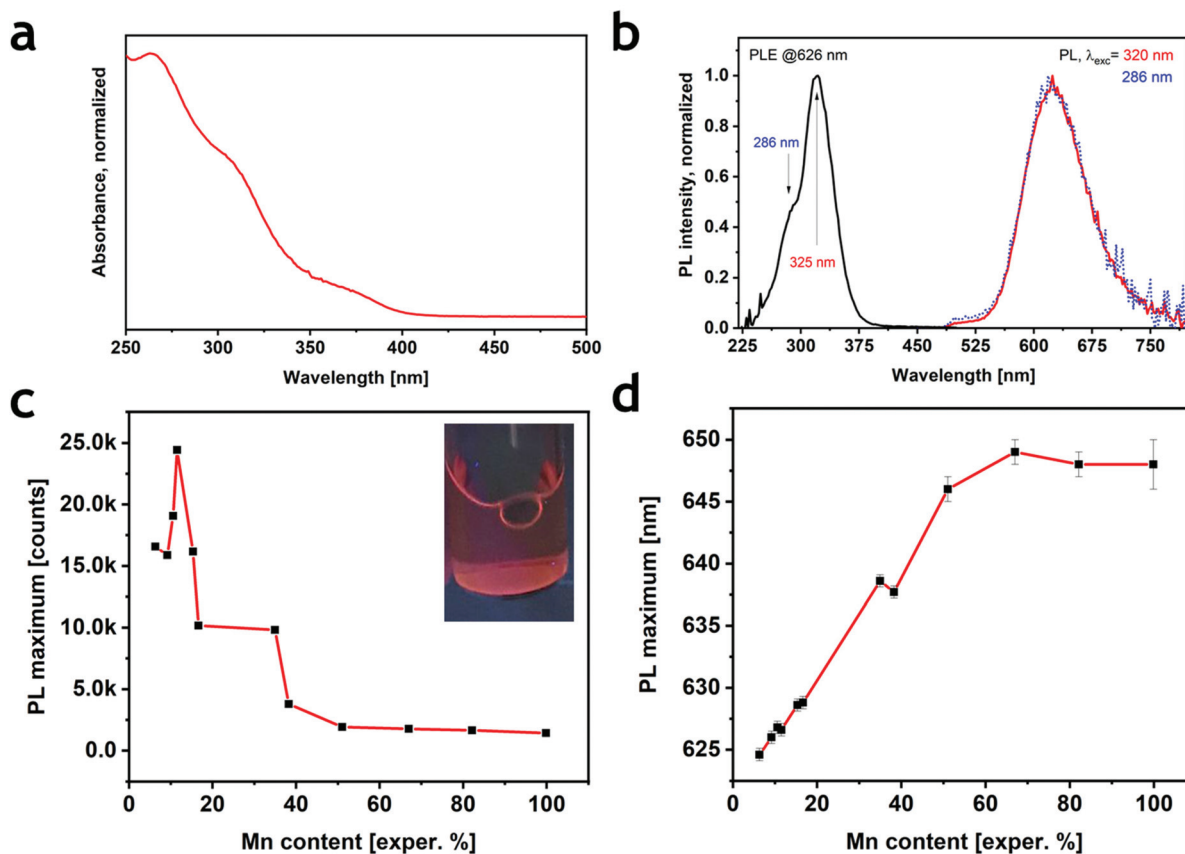 a
Absorbance, normalized
250 300 350 400 450 500
Wavelength [nm]
b
PLE @626 nm
PL, λexc= 320 nm
286 nm
286 nm
325 nm
PL intensity, normalized
1.0
0.8
0.6
0.4
0.2
0.0
225 300 375 450 525 600 675 750
Wavelength [nm]
c
PL maximum [counts]
25.0k
20.0k
15.0k
10.0k
5.0k
0.0
0 20 40 60 80 100
Mn content [exper. %]
d
PL maximum [nm]
650
645
640
635
630
625
0 20 40 60 80 100
Mn content [exper. %]